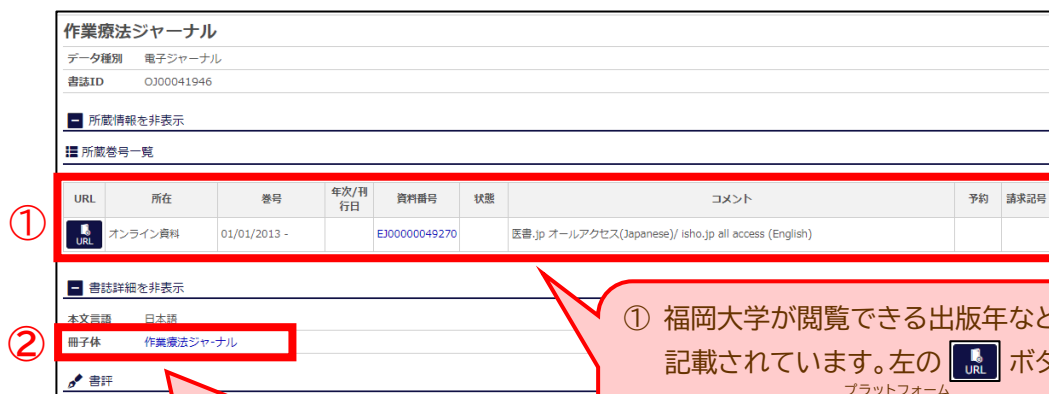 作業療法ジャーナル
データ種別 電子ジャーナル
書誌ID OJ00041946
所蔵情報を非表示
所蔵巻号一覧
URL 所在 巻号 年次/刊行日 資料番号 状態 コメント 予約 請求記号
① URL オンライン資料 01/01/2013 - EJ00000049270 医書.jp オールアクセス(Japanese)/ isho.jp all access (English)
書誌詳細を非表示
本文言語 日本語
② 冊子体 作業療法ジャ-ナル
書評
① 福岡大学が閲覧できる出版年など
記載されています。左の URL ボタ
プラットフォーム